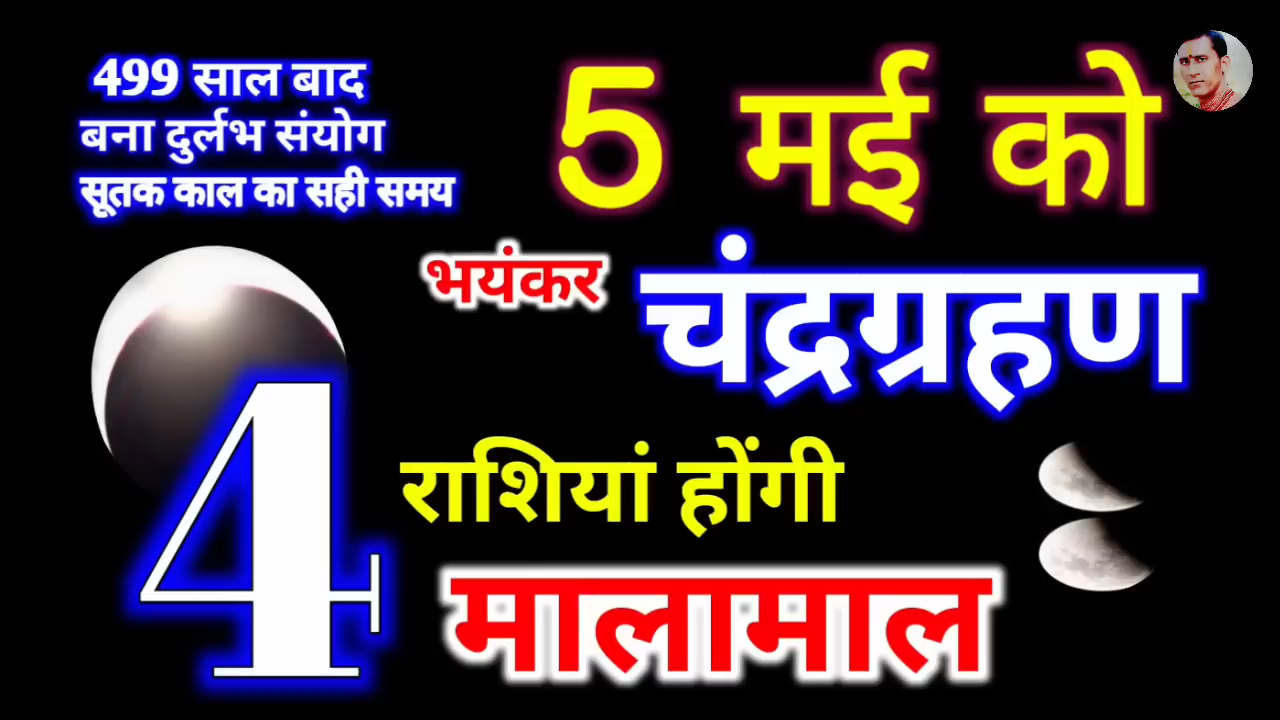 499 साल बाद
बना दुर्लभ संयोग
सूतक काल का सही समय
5 मई को
भयंकर चंद्रग्रहण
4 राशियां होंगी
मालामाल